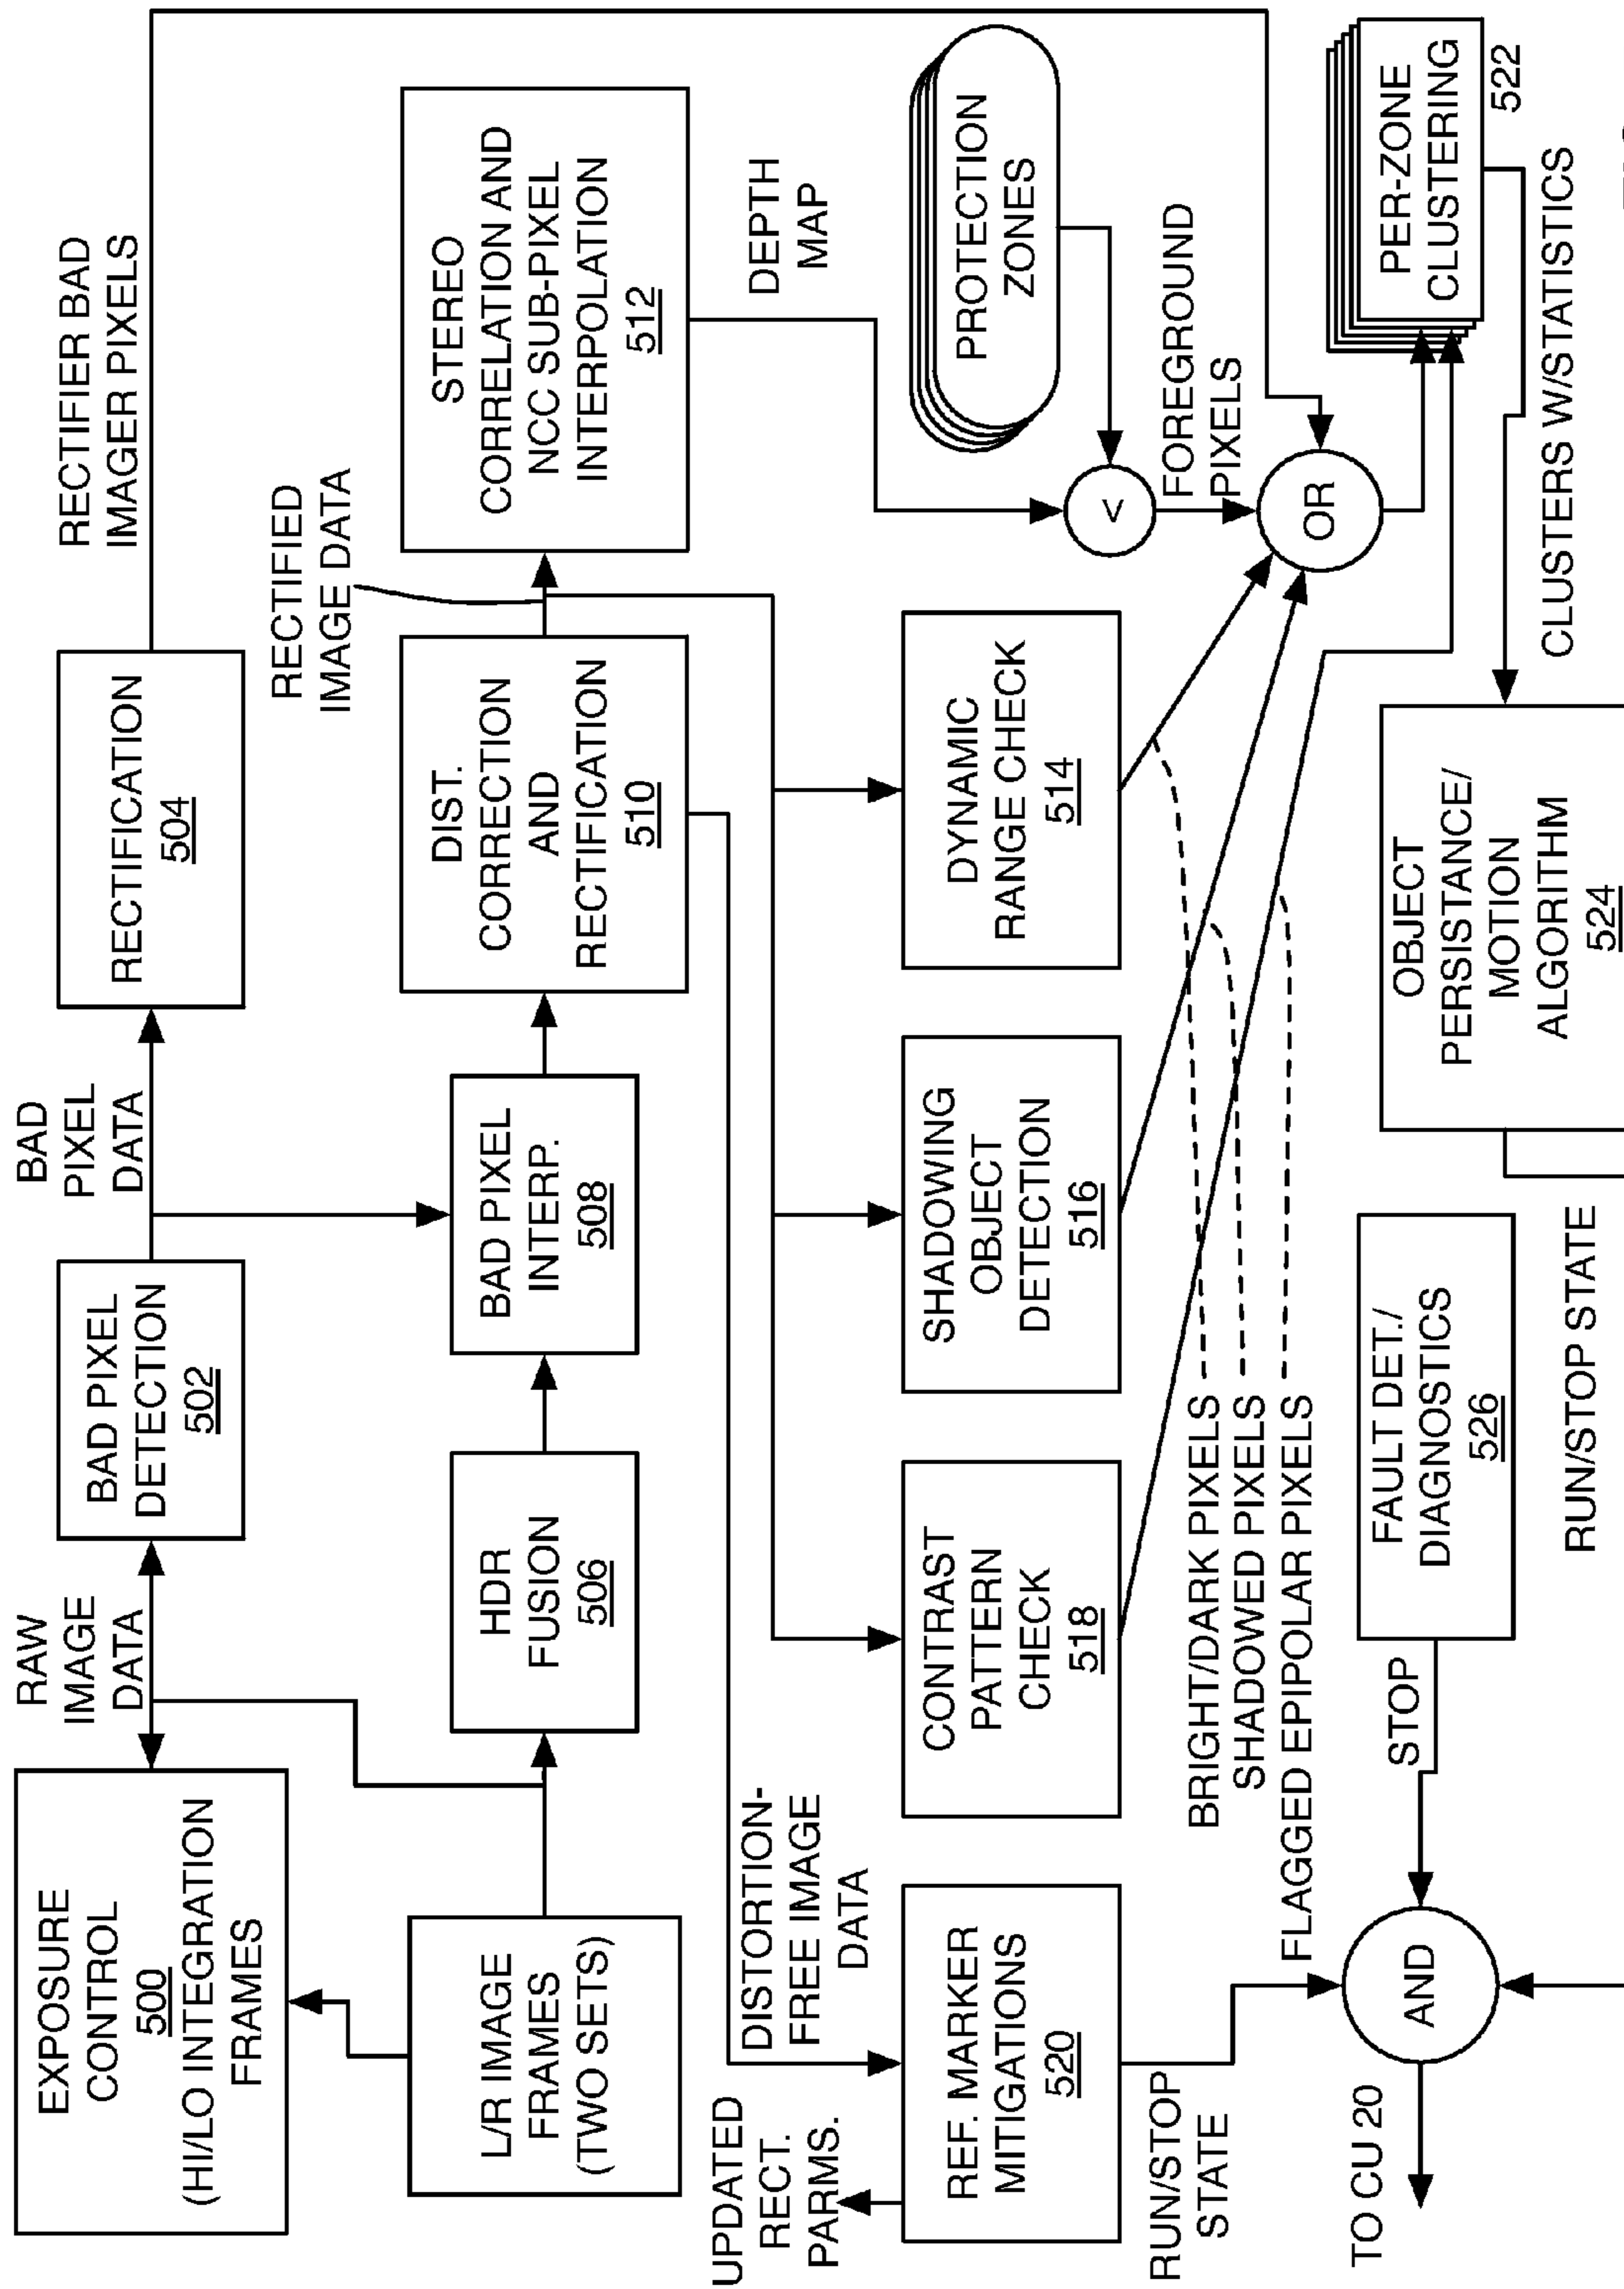 EXPOSURE
CONTROL
500
(HI/LO INTEGRATION
FRAMES
RAW
IMAGE
DATA
BAD PIXEL
DETECTION
502
BAD
PIXEL
DATA
RECTIFICATION
504
RECTIFIER BAD
IMAGER PIXELS
L/R IMAGE
FRAMES
(TWO SETS)
HDR
FUSION
506
BAD PIXEL
INTERP.
508
DIST.
CORRECTION
AND
RECTIFICATION
510
RECTIFIED
IMAGE DATA
STEREO
CORRELATION AND
NCC SUB-PIXEL
INTERPOLATION
512
UPDATED
RECT.
PARMS.
DISTORTION-
FREE IMAGE
DATA
DEPTH
MAP
REF. MARKER
MITIGATIONS
520
CONTRAST
PATTERN
CHECK
518
SHADOWING
OBJECT
DETECTION
516
DYNAMIC
RANGE CHECK
514
PROTECTION
ZONES
<
RUN/STOP
STATE
BRIGHT/DARK PIXELS
SHADOWED PIXELS
FLAGGED EPIPOLAR PIXELS
FOREGROUND
PIXELS
OR
TO CU 20
AND
STOP
FAULT DET./
DIAGNOSTICS
526
OBJECT
PERSISTANCE/
MOTION
ALGORITHM
524
PER-ZONE
CLUSTERING
522
RUN/STOP STATE
CLUSTERS W/STATISTICS